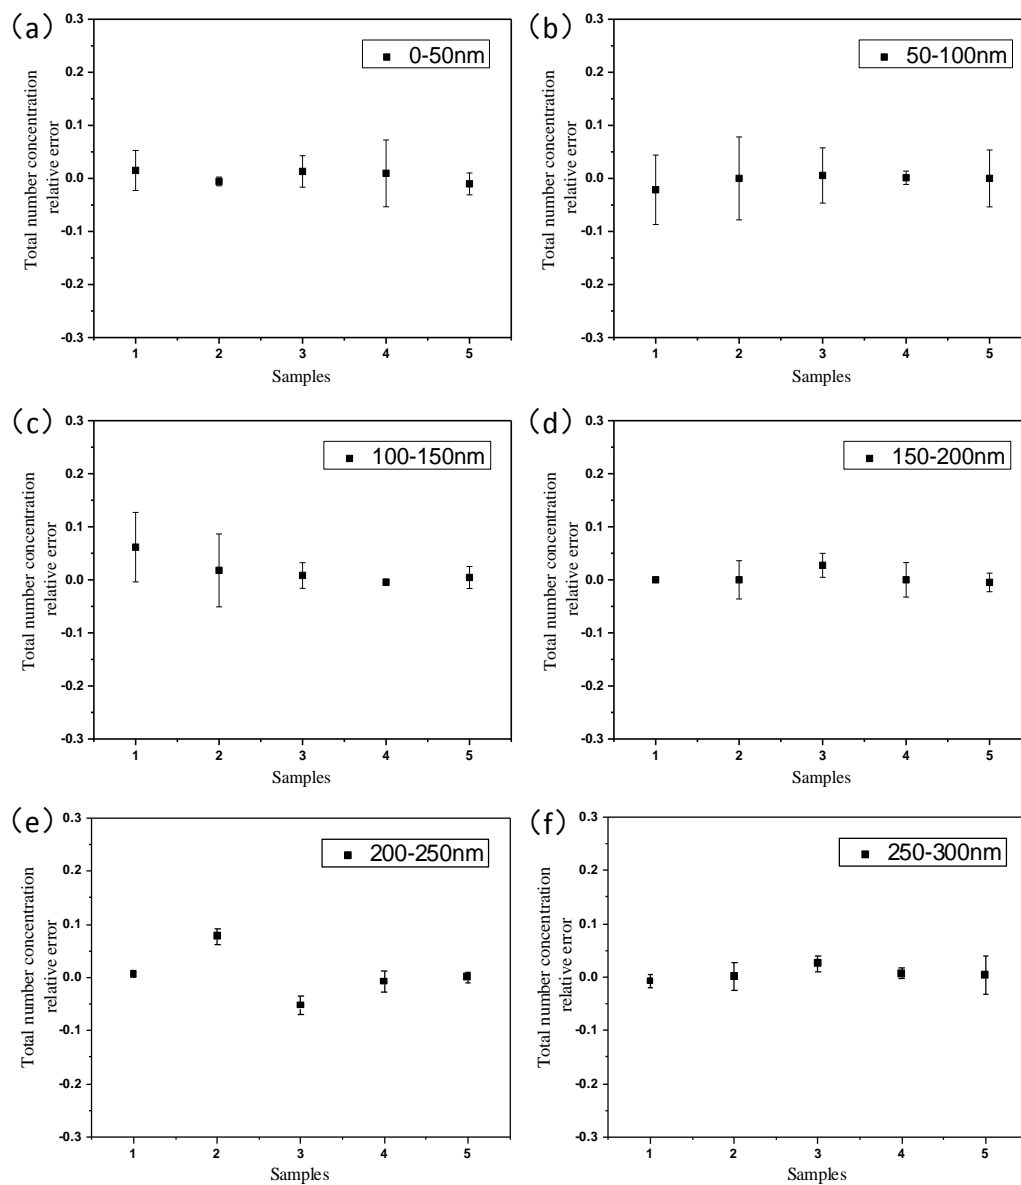 (a)
0-50nm
Total number concentration
relative error
0.3
0.2
0.1
0.0
-0.1
-0.2
-0.3
1 2 3 4 5
Samples
(b)
50-100nm
Total number concentration
relative error
0.3
0.2
0.1
0.0
-0.1
-0.2
-0.3
1 2 3 4 5
Samples
(c)
100-150nm
Total number concentration
relative error
0.3
0.2
0.1
0.0
-0.1
-0.2
-0.3
1 2 3 4 5
Samples
(d)
150-200nm
Total number concentration
relative error
0.3
0.2
0.1
0.0
-0.1
-0.2
-0.3
1 2 3 4 5
Samples
(e)
200-250nm
Total number concentration
relative error
0.3
0.2
0.1
0.0
-0.1
-0.2
-0.3
1 2 3 4 5
Samples
(f)
250-300nm
Total number concentration
relative error
0.3
0.2
0.1
0.0
-0.1
-0.2
-0.3
1 2 3 4 5
Samples